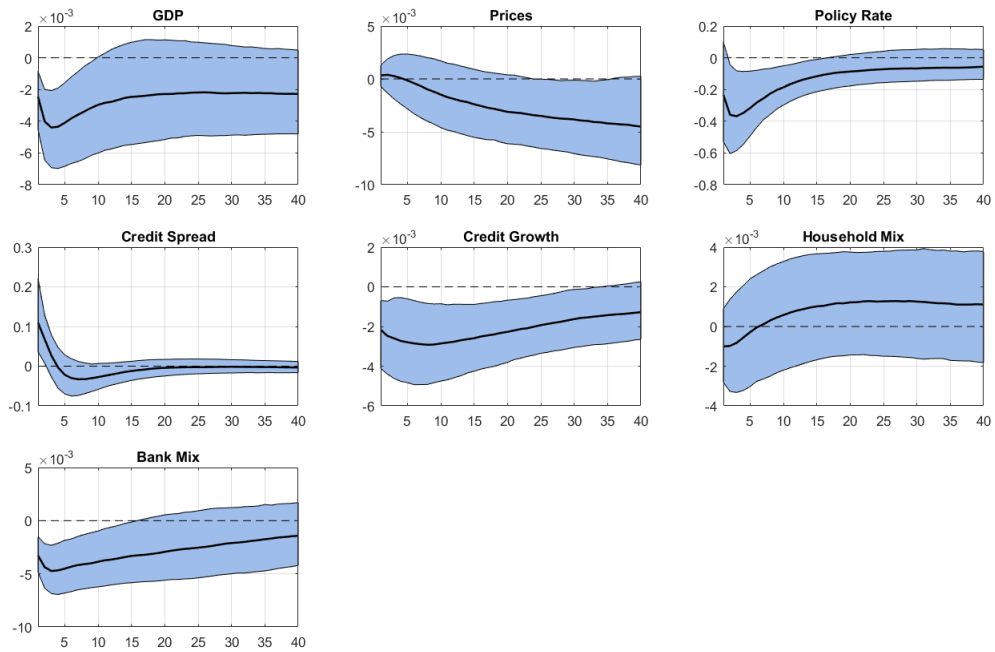 GDP
×10⁻³
2
0
-2
-4
-6
-8
5 10 15 20 25 30 35 40
Prices
×10⁻³
5
0
-5
-10
5 10 15 20 25 30 35 40
Policy Rate
0.2
0
-0.2
-0.4
-0.6
-0.8
5 10 15 20 25 30 35 40
Credit Spread
0.3
0.2
0.1
0
-0.1
5 10 15 20 25 30 35 40
Credit Growth
×10⁻³
2
0
-2
-4
-6
5 10 15 20 25 30 35 40
Household Mix
×10⁻³
4
2
0
-2
-4
5 10 15 20 25 30 35 40
Bank Mix
×10⁻³
5
0
-5
-10
5 10 15 20 25 30 35 40